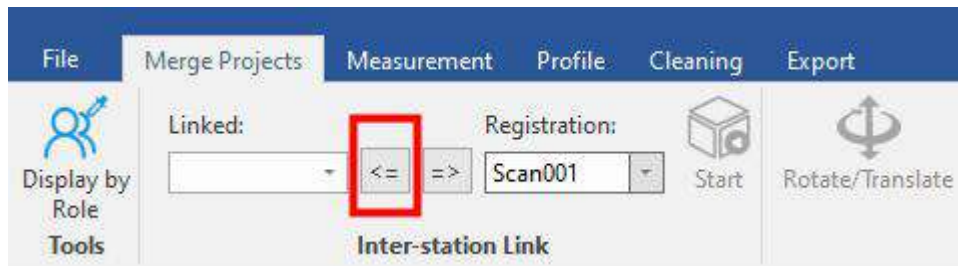 File Merge Projects Measurement Profile Cleaning Export
Linked: Registration:
<= => Scan001 Start Rotate/Translate
Display by
Role
Tools Inter-station Link